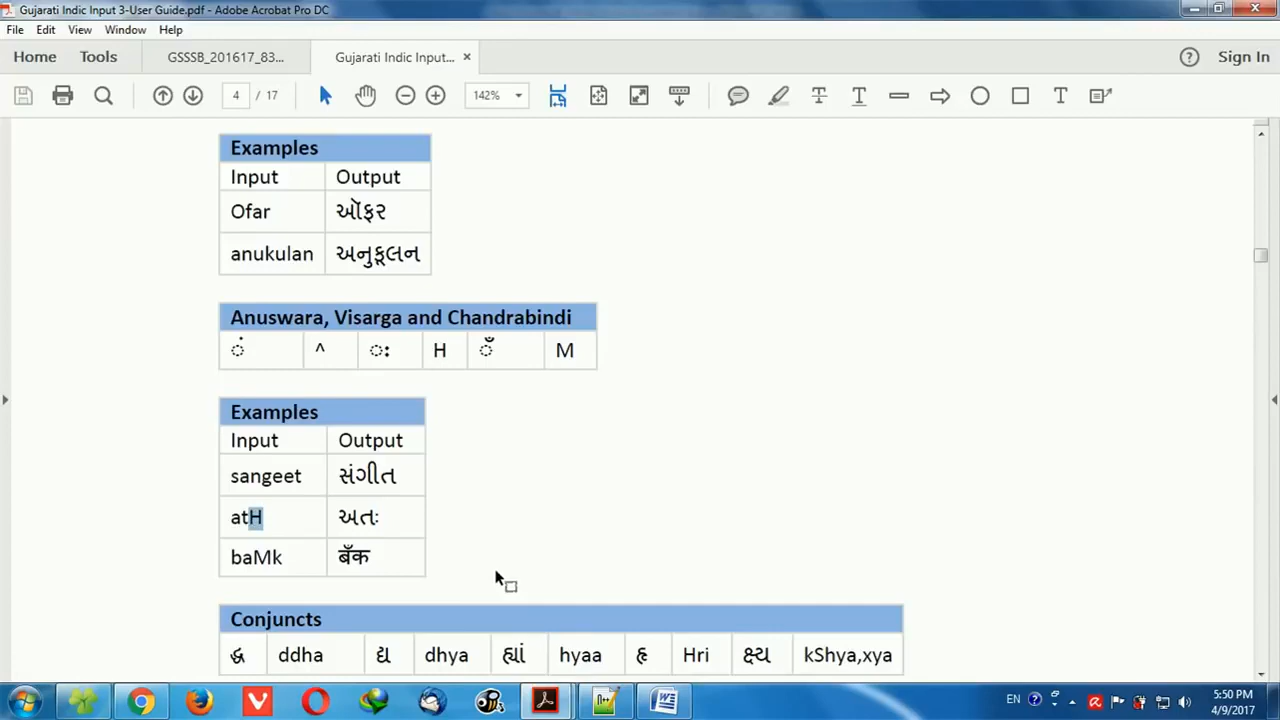 Gujarati Indic Input 3-User Guide.pdf - Adobe Acrobat Pro DC
File Edit View Window Help
Home Tools GSSSB_201617_83... Gujarati Indic Input... × Sign In
4 / 17 142%
Examples
Input Output
Ofar ઑફર
anukulan અનુકૂલન
Anuswara, Visarga and Chandrabindi
ં ^ ઃ H ઁ M
Examples
Input Output
sangeet સંગીત
atH અતઃ
baMk बँक
Conjuncts
ddha dhya હ્યાં hyaa હૃ Hri ક્ષ્ય kShya,xya
EN 5:50 PM
4/9/2017